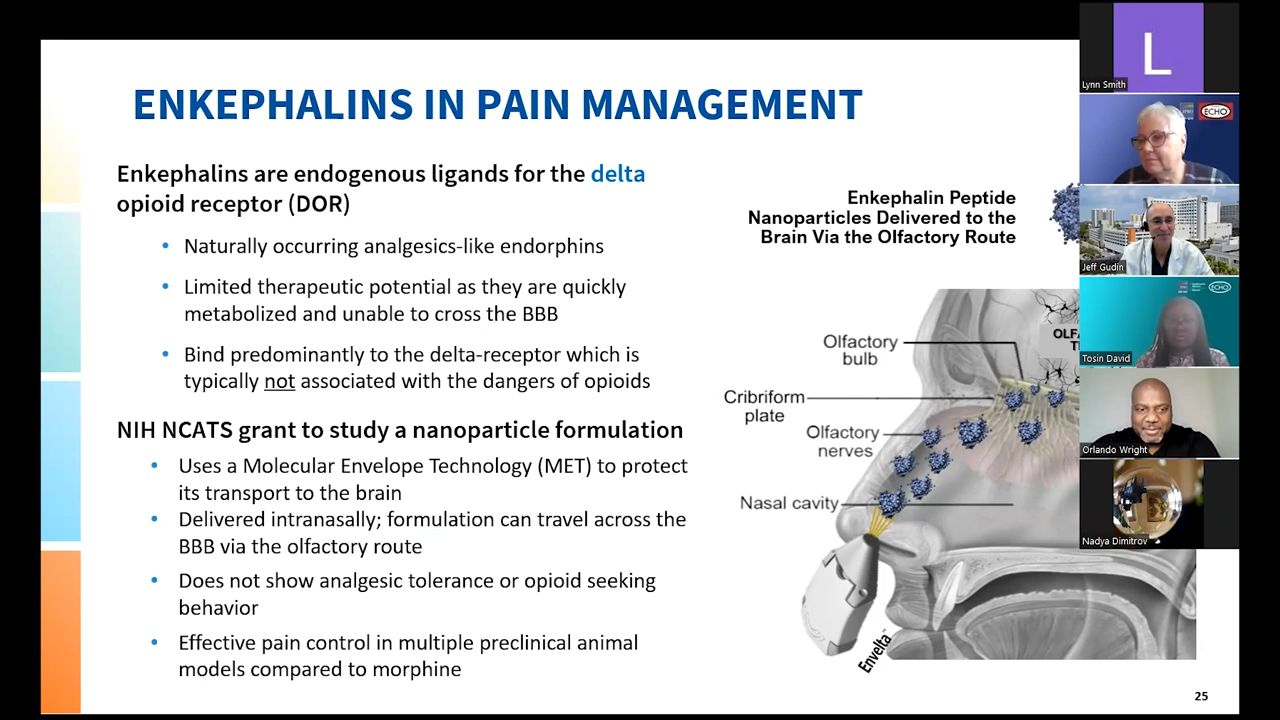 ENKEPHALINS IN PAIN MANAGEMENT
Enkephalins are endogenous ligands for the delta
opioid receptor (DOR)
• Naturally occurring analgesics-like endorphins
• Limited therapeutic potential as they are quickly
metabolized and unable to cross the BBB
• Bind predominantly to the delta-receptor which is
typically not associated with the dangers of opioids
NIH NCATS grant to study a nanoparticle formulation
• Uses a Molecular Envelope Technology (MET) to protect
its transport to the brain
• Delivered intranasally; formulation can travel across the
BBB via the olfactory route
• Does not show analgesic tolerance or opioid seeking
behavior
• Effective pain control in multiple preclinical animal
models compared to morphine
Enkephalin Peptide
Nanoparticles Delivered to the
Brain Via the Olfactory Route
Olfactory
bulb
Cribriform
plate
Olfactory
nerves
Nasal cavity
Envelta™
25
L
Lynn Smith
ECHO
Jeff Gudin
ECHO
Tosin David
Orlando Wright
Nadya Dimitrov